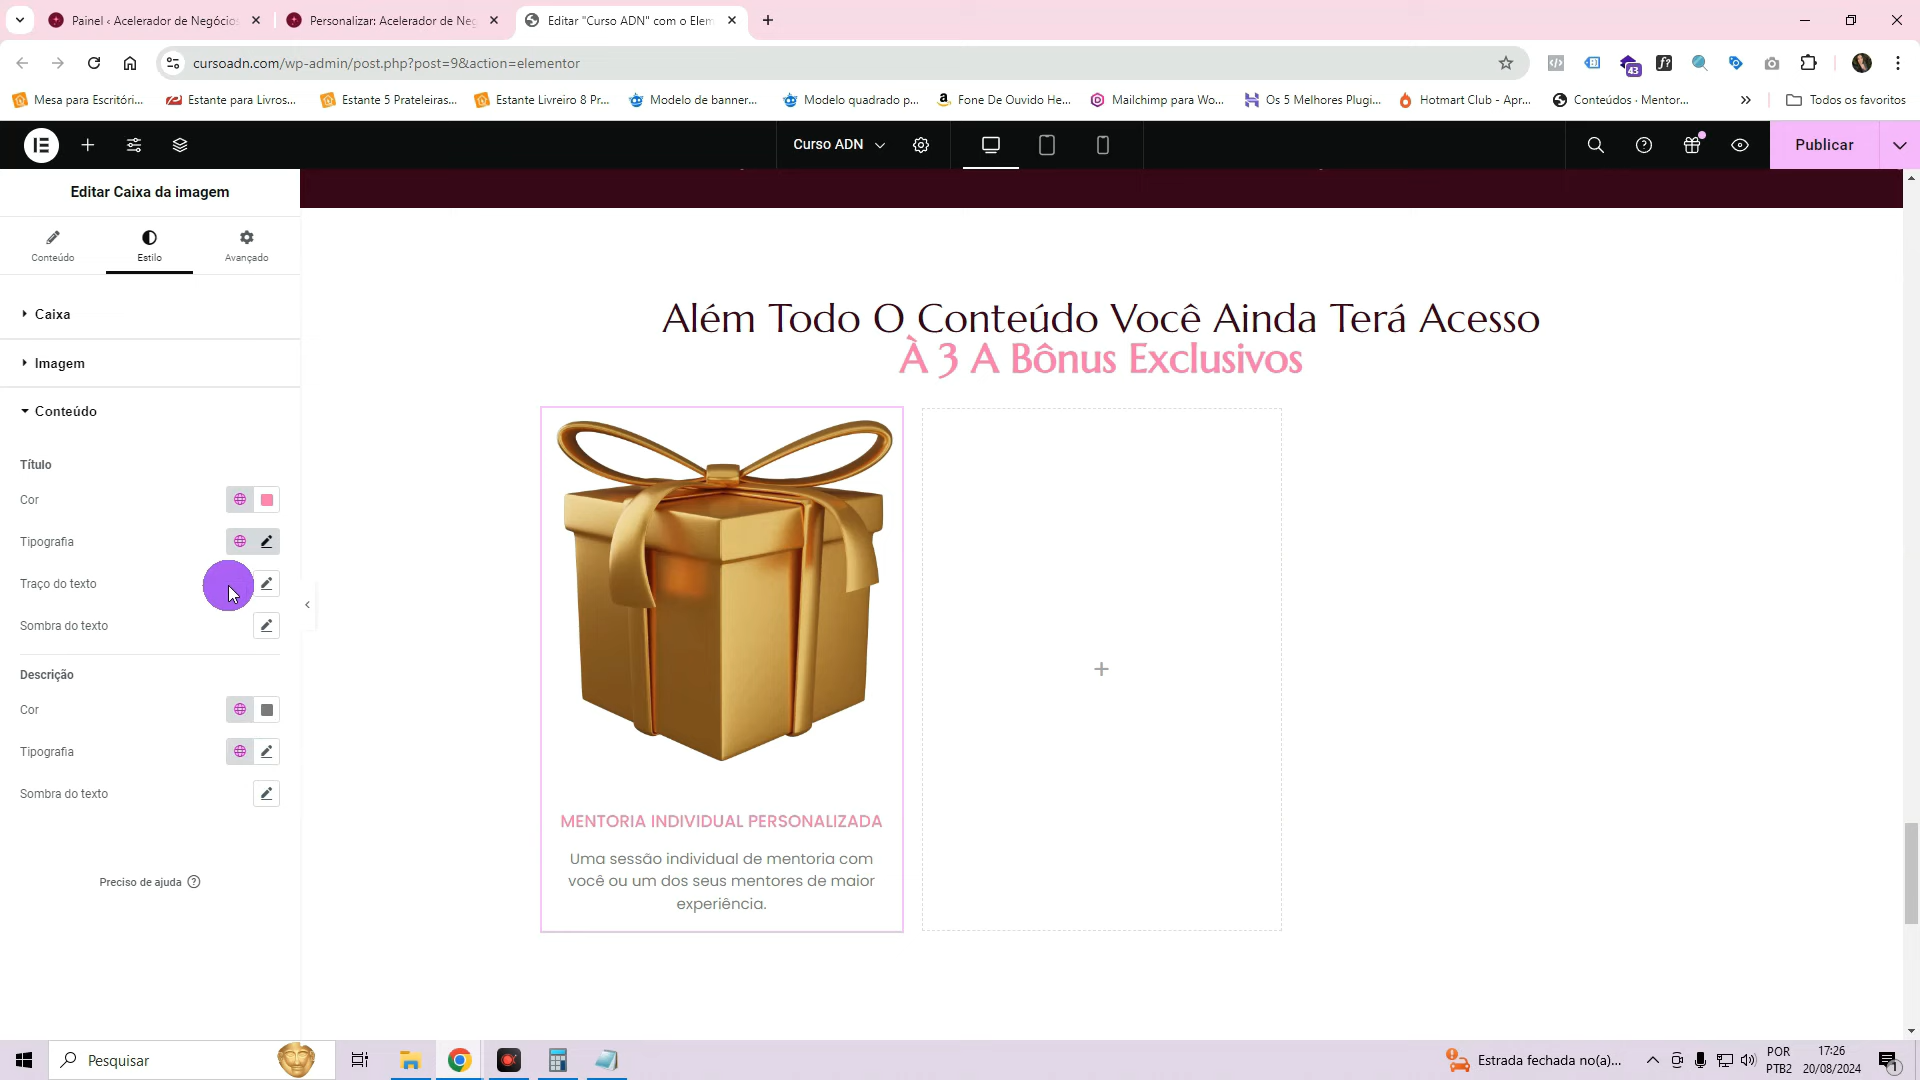 Painel ‹ Acelerador de Negócios
Personalizar: Acelerador de Neg
Editar "Curso ADN" com o Elem
cursoadn.com/wp-admin/post.php?post=9&action=elementor
43
f?
Mesa para Escritóri...
Estante para Livros...
Estante 5 Prateleiras...
Estante Livreiro 8 Pr...
Modelo de banner...
Modelo quadrado p...
Fone De Ouvido He...
Mailchimp para Wo...
Os 5 Melhores Plugi...
Hotmart Club - Apr...
Conteúdos · Mentor...
Todos os favoritos
Curso ADN
Publicar
Editar Caixa da imagem
Conteúdo
Estilo
Avançado
Caixa
Imagem
Conteúdo
Título
Cor
Tipografia
Traço do texto
Sombra do texto
Descrição
Cor
Tipografia
Sombra do texto
Preciso de ajuda
Além Todo O Conteúdo Você Ainda Terá Acesso
À 3 A Bônus Exclusivos
MENTORIA INDIVIDUAL PERSONALIZADA
Uma sessão individual de mentoria com
você ou um dos seus mentores de maior
experiência.
Pesquisar
Estrada fechada no(a)...
POR
PTB2
17:26
20/08/2024
1